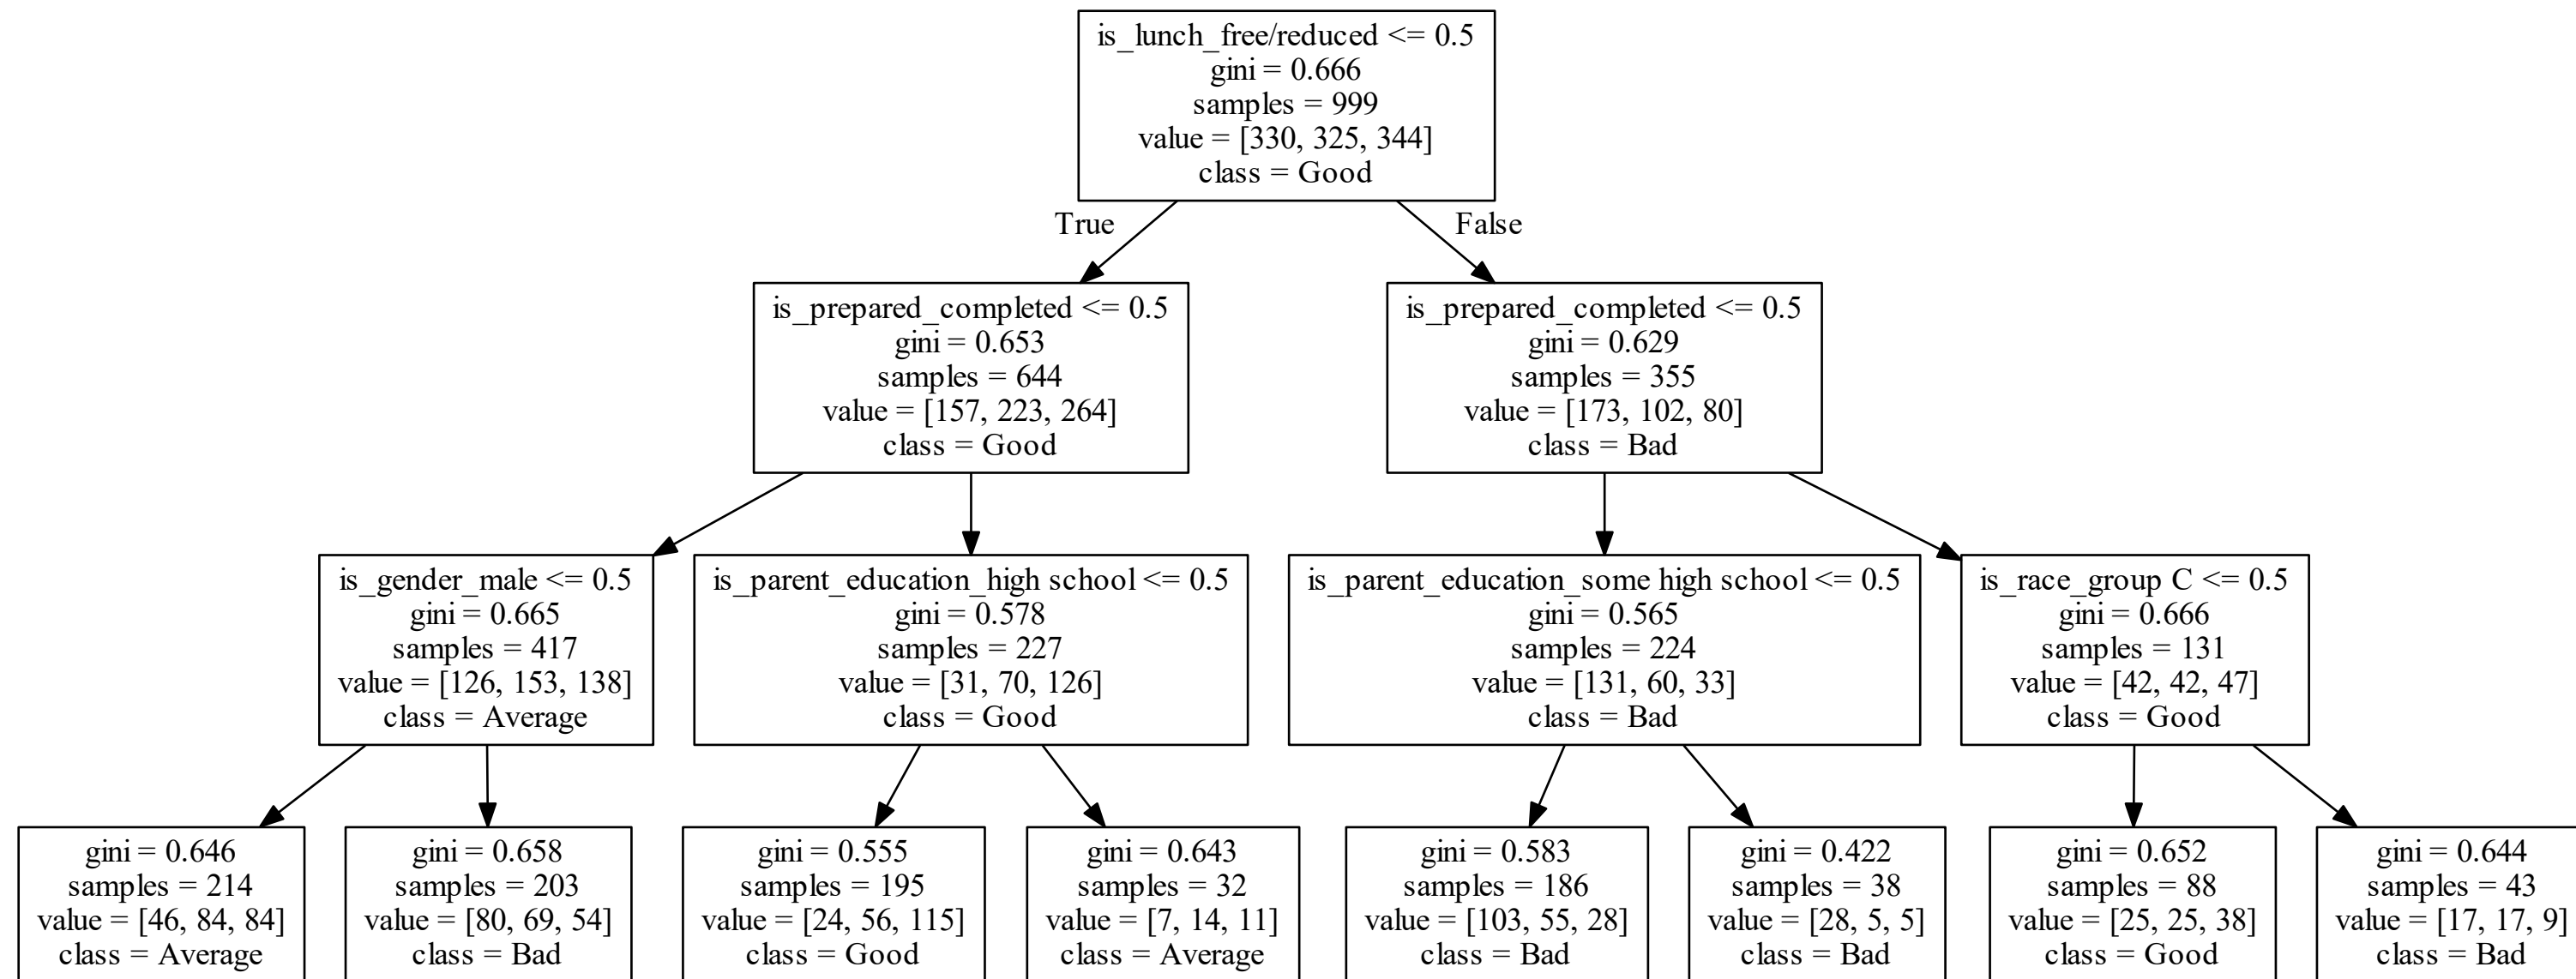 is_lunch_free/reduced <= 0.5
gini = 0.666
samples = 999
value = [330, 325, 344]
class = Good
True
False
is_prepared_completed <= 0.5
gini = 0.653
samples = 644
value = [157, 223, 264]
class = Good
is_prepared_completed <= 0.5
gini = 0.629
samples = 355
value = [173, 102, 80]
class = Bad
is_gender_male <= 0.5
gini = 0.665
samples = 417
value = [126, 153, 138]
class = Average
is_parent_education_high school <= 0.5
gini = 0.578
samples = 227
value = [31, 70, 126]
class = Good
is_parent_education_some high school <= 0.5
gini = 0.565
samples = 224
value = [131, 60, 33]
class = Bad
is_race_group C <= 0.5
gini = 0.666
samples = 131
value = [42, 42, 47]
class = Good
gini = 0.646
samples = 214
value = [46, 84, 84]
class = Average
gini = 0.658
samples = 203
value = [80, 69, 54]
class = Bad
gini = 0.555
samples = 195
value = [24, 56, 115]
class = Good
gini = 0.643
samples = 32
value = [7, 14, 11]
class = Average
gini = 0.583
samples = 186
value = [103, 55, 28]
class = Bad
gini = 0.422
samples = 38
value = [28, 5, 5]
class = Bad
gini = 0.652
samples = 88
value = [25, 25, 38]
class = Good
gini = 0.644
samples = 43
value = [17, 17, 9]
class = Bad